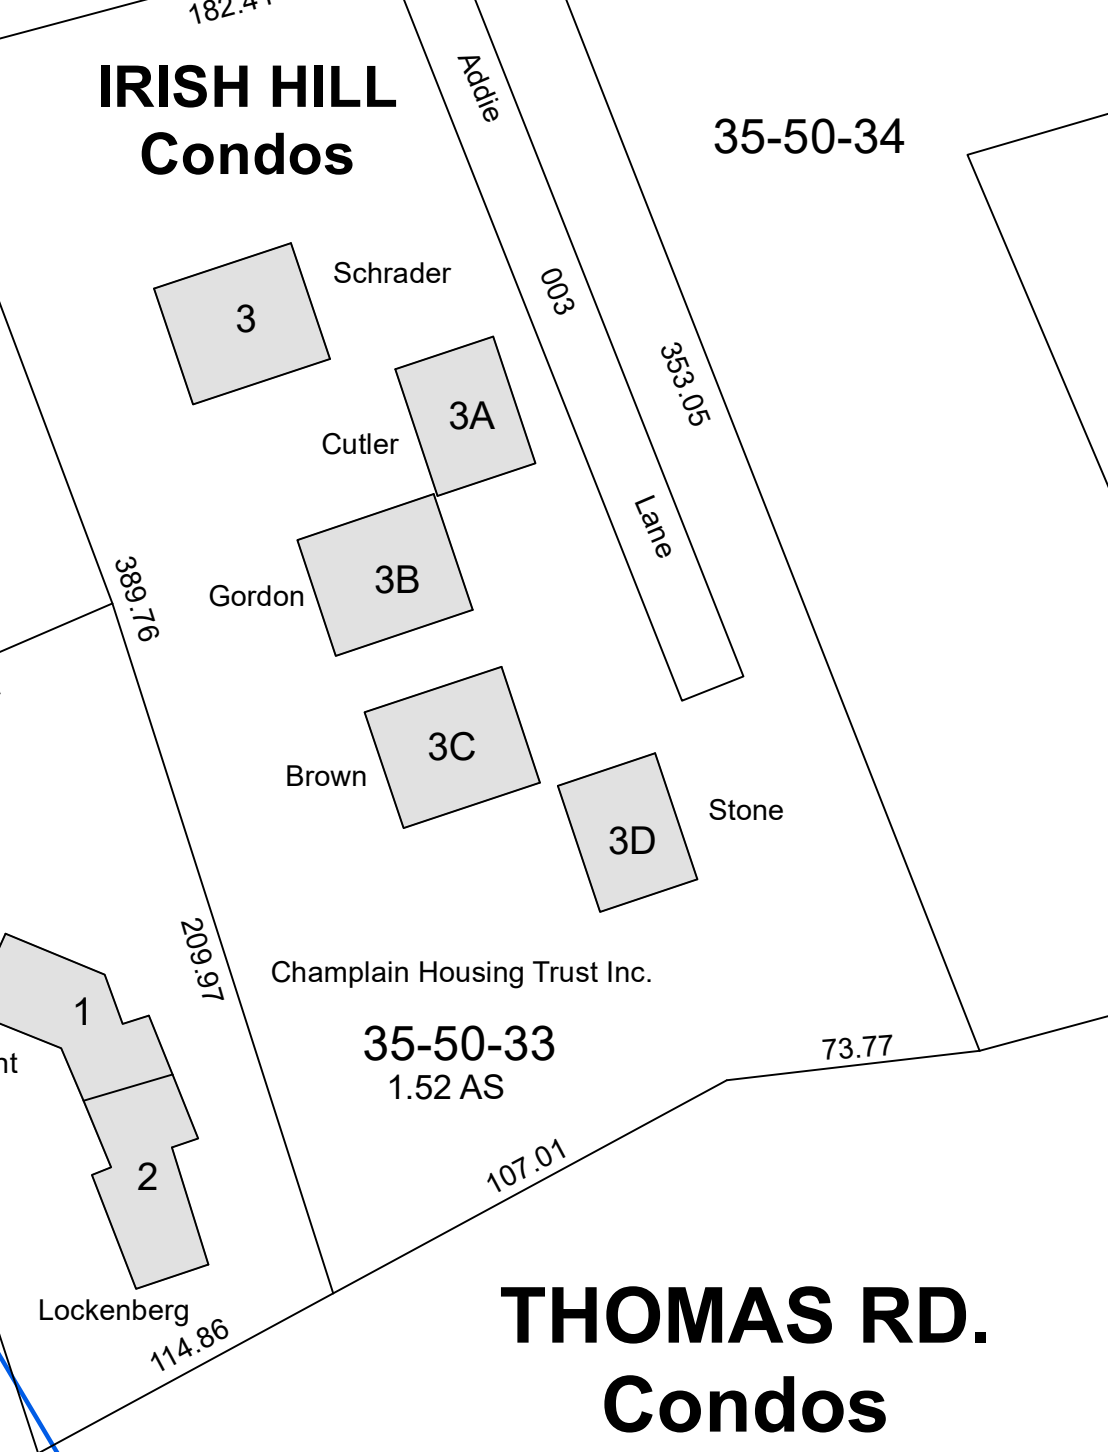 IRISH HILL
Condos
Addie
35-50-34
Schrader
003
3
353.05
3A
Cutler
Lane
389.76
3B
Gordon
3C
Brown
Stone
3D
209.97
Champlain Housing Trust Inc.
1
35-50-33
73.77
1.52 AS
107.01
2
Lockenberg
114.86
THOMAS RD.
Condos